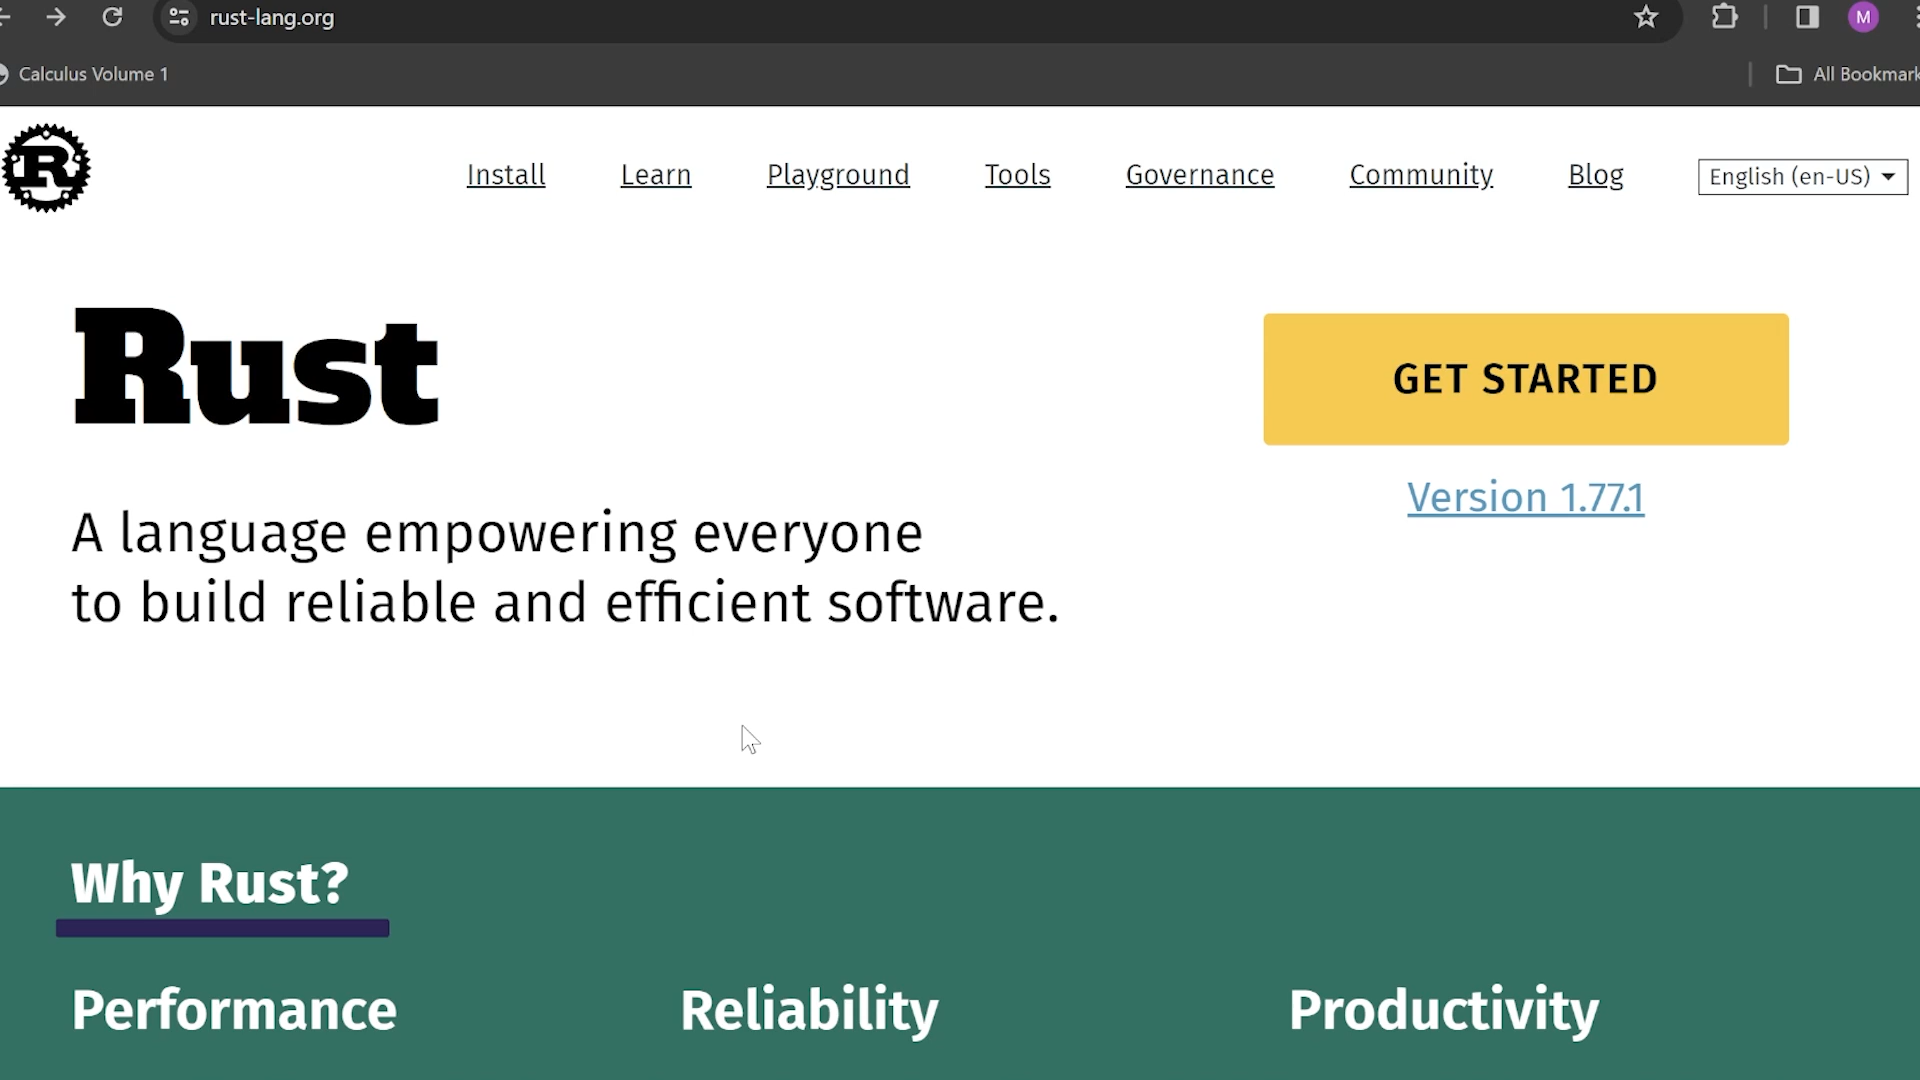 rust-lang.org
M
Calculus Volume 1
All Bookmark
R
Install Learn Playground Tools Governance Community Blog English (en-US)
Rust
GET STARTED
Version 1.77.1
A language empowering everyone
to build reliable and efficient software.
Why Rust?
Performance Reliability Productivity